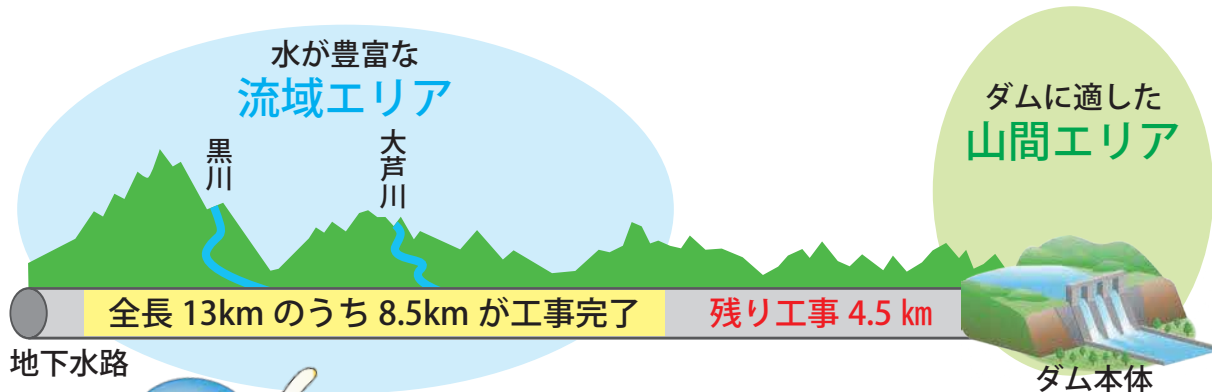 水が豊富な
流域エリア
ダムに適した
山間エリア
黒川
大芦川
全長 13km のうち 8.5km が工事完了
残り工事 4.5 ㎞
地下水路
ダム本体